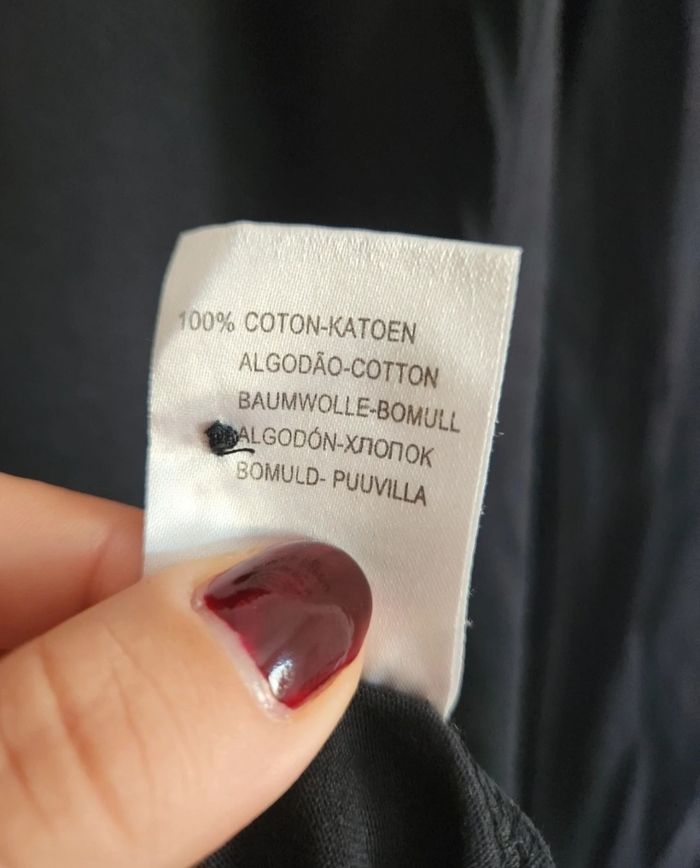 100% COTON-KATOEN
ALGODÃO-COTTON
BAUMWOLLE-BOMULL
ALGODÓN-ХЛОПОК
BOMULD- PUUVILLA